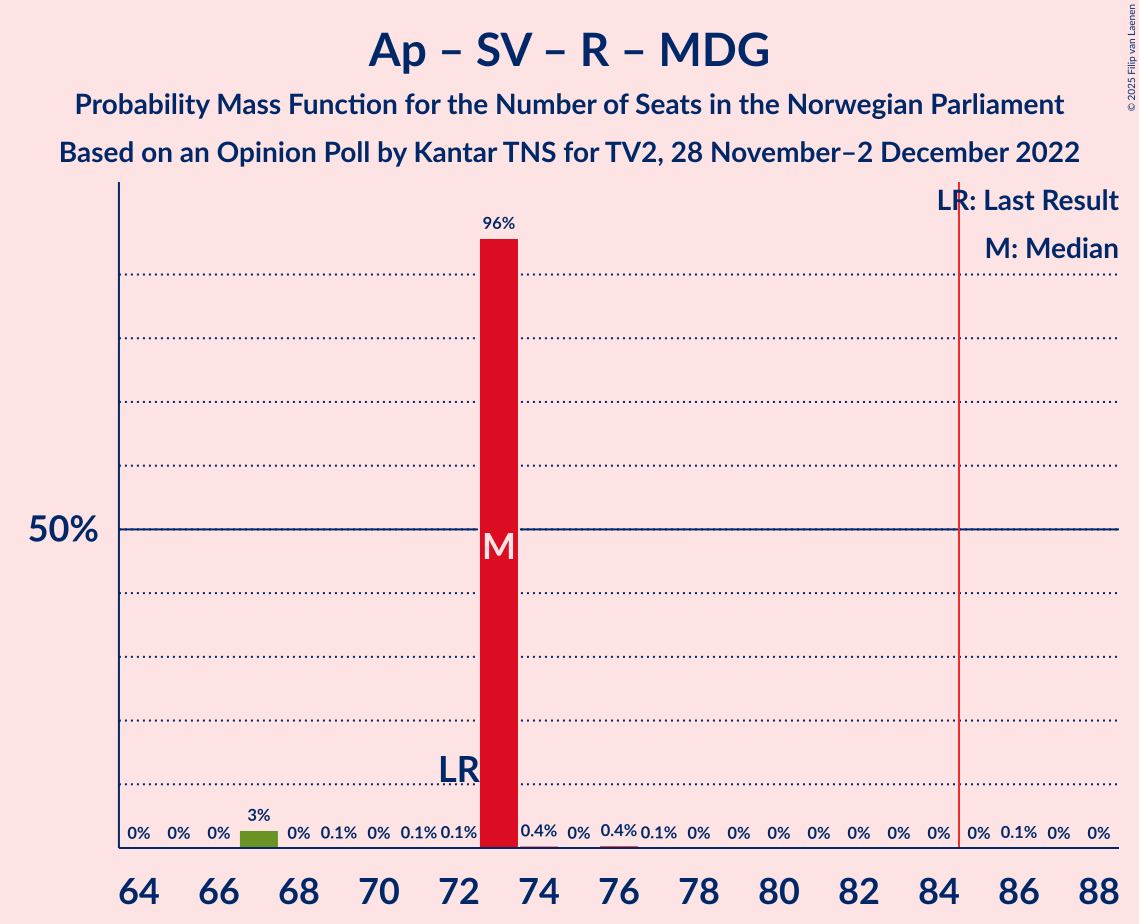 Ap – SV – R – MDG
Probability Mass Function for the Number of Seats in the Norwegian Parliament
Based on an Opinion Poll by Kantar TNS for TV2, 28 November–2 December 2022
© 2025 Filip van Laenen
LR: Last Result
M: Median
96%
50%
M
LR
0% 0% 0% 3% 0% 0.1% 0% 0.1% 0.1% 0.4% 0% 0.4% 0.1% 0% 0% 0% 0% 0% 0% 0% 0% 0.1% 0% 0%
64 66 68 70 72 74 76 78 80 82 84 86 88